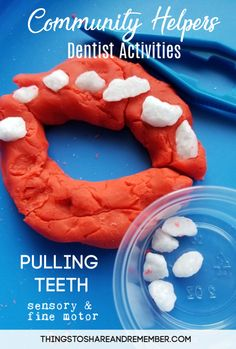 Community Helpers
Dentist Activities
PULLING
TEETH
sensory &
fine motor
THINGSTOSHAREANDREMEMBER.COM